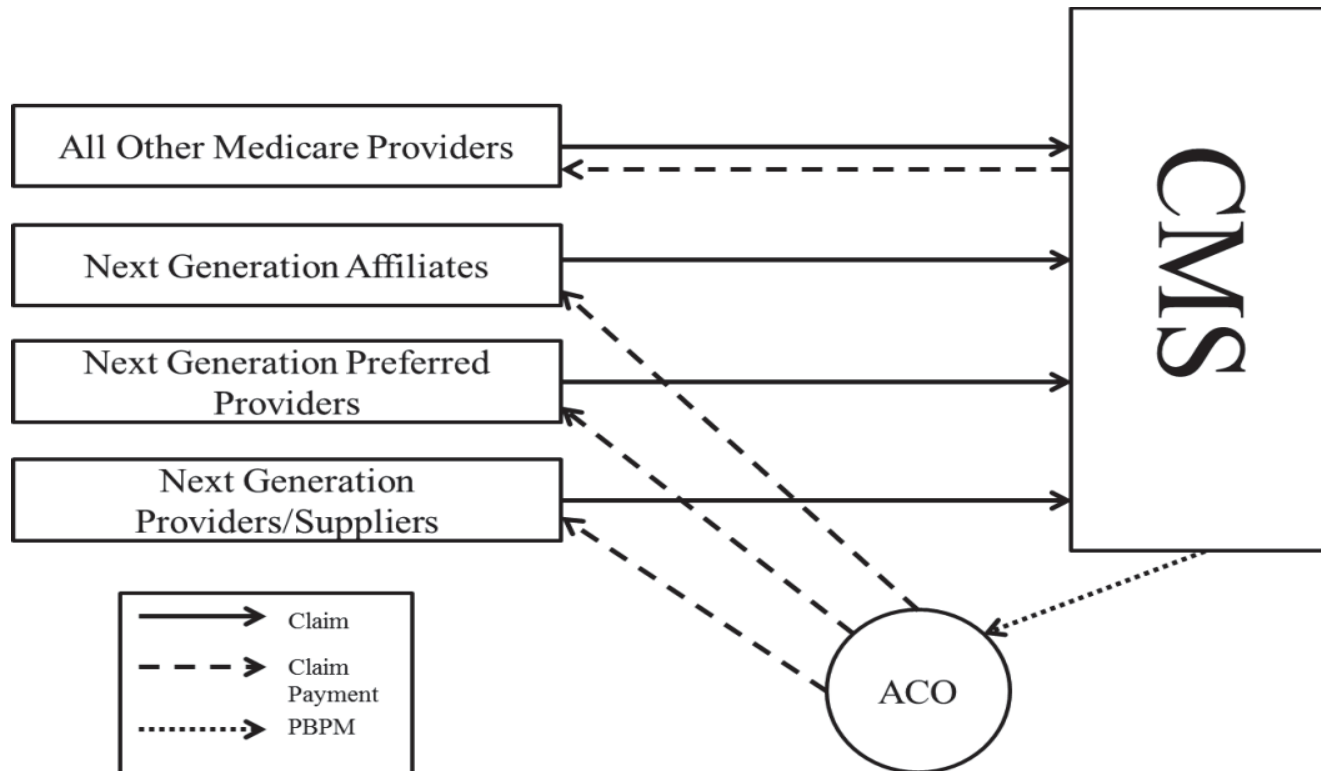 All Other Medicare Providers
Next Generation Affiliates
Next Generation Preferred
Providers
Next Generation
Providers/Suppliers
CMS
ACO
Claim
Claim
Payment
PBPM